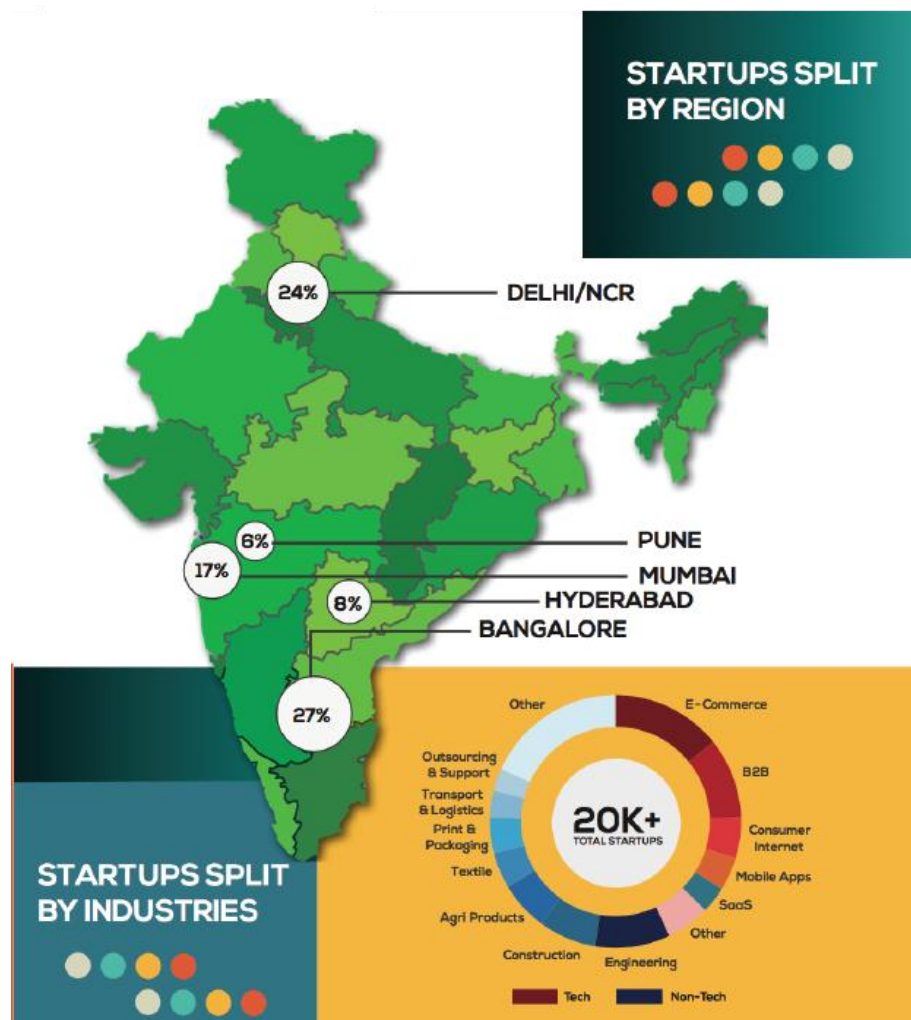 STARTUPS SPLIT
BY REGION
24%
DELHI/NCR
6%
PUNE
17%
MUMBAI
8%
HYDERABAD
BANGALORE
27%
STARTUPS SPLIT
BY INDUSTRIES
Other
E-Commerce
Outsourcing
& Support
B2B
Transport
& Logistics
20K+
TOTAL STARTUPS
Print &
Packaging
Consumer
Internet
Textile
Mobile Apps
SaaS
Agri Products
Other
Construction
Engineering
Tech
Non-Tech